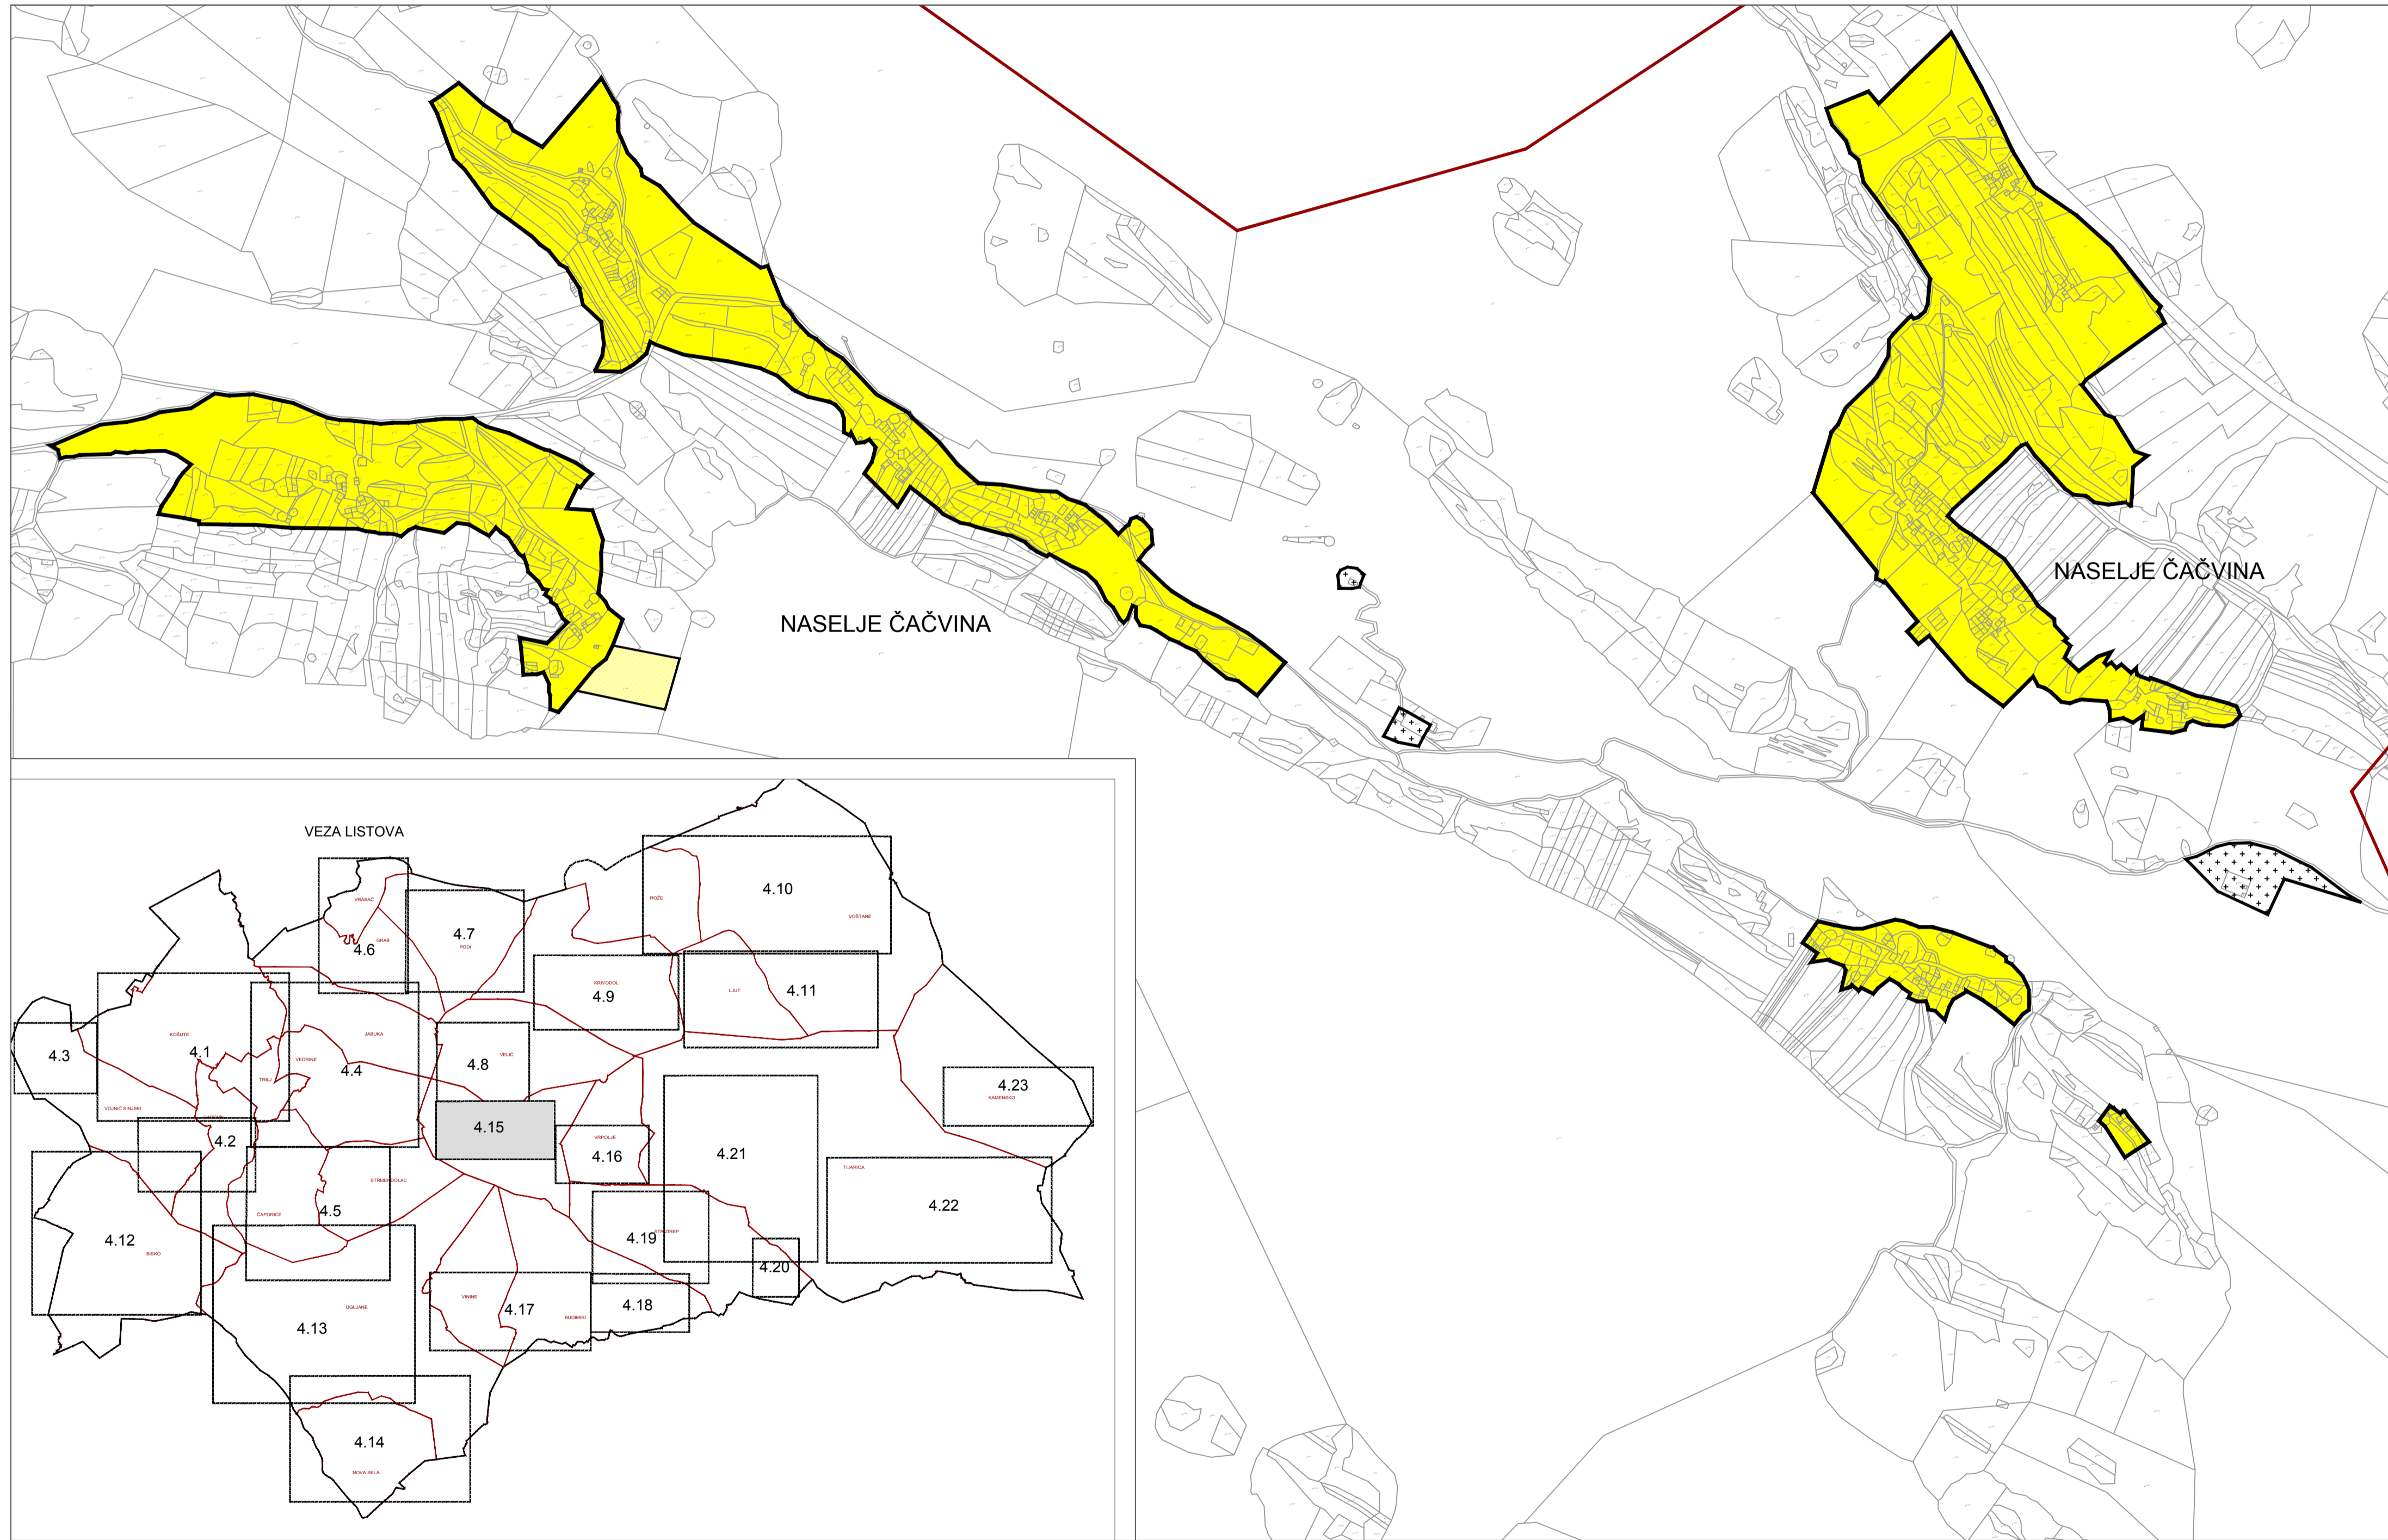 NASELJE ČAČVINA
NASELJE ČAČVINA
VEZA LISTOVA
4.10
ROŽE
VOŠTANE
VRABAČ
4.7
GRAB
PODI
4.6
KRIVODOL
4.9
LJUT
4.11
KOŠUTE
JABUKA
4.1
VELIĆ
4.3
VEDRINE
4.8
4.4
TRILJ
4.23
KAMENSKO
VOJNIĆ SINJSKI
4.15
4.2
VRPOLJE
4.16
4.21
TIJARICA
STRMENDOLAC
4.22
ČAPORICE
4.5
4.12
BISKO
4.19
4.20
VININE
UGLJANE
4.17
4.18
BUDIMIRI
4.13
4.14
NOVA SELA